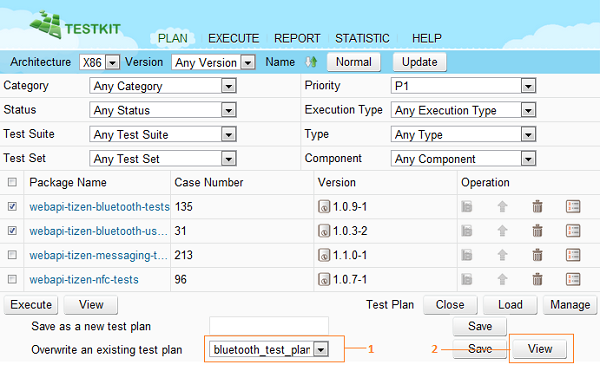 TESTKIT
PLAN EXECUTE REPORT STATISTIC HELP
Architecture X86 Version Any Version Name Normal Update
Category Any Category Priority P1
Status Any Status Execution Type Any Execution Type
Test Suite Any Test Suite Type Any Type
Test Set Any Test Set Component Any Component
Package Name Case Number Version Operation
webapi-tizen-bluetooth-tests 135 1.0.9-1
webapi-tizen-bluetooth-us... 31 1.0.3-2
webapi-tizen-messaging-t... 213 1.1.0-1
webapi-tizen-nfc-tests 96 1.0.7-1
Execute View Test Plan Close Load Manage
Save as a new test plan Save
Overwrite an existing test plan bluetooth_test_plan 1 2 Save View